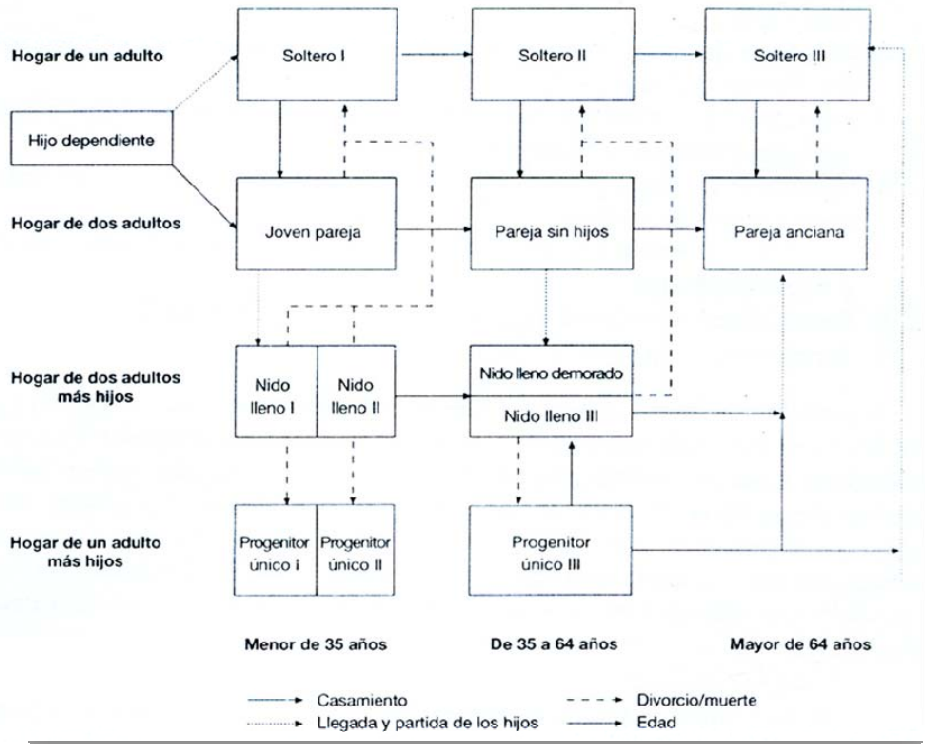 Hogar de un adulto
Soltero I
Soltero II
Soltero III
Hijo dependiente
Hogar de dos adultos
Joven pareja
Pareja sin hijos
Pareja anciana
Hogar de dos adultos
más hijos
Nido
lleno I
Nido
lleno II
Nido lleno demorado
Nido lleno III
Hogar de un adulto
más hijos
Progenitor
único I
Progenitor
único II
Progenitor
único III
Menor de 35 años
De 35 a 64 años
Mayor de 64 años
Casamiento
Divorcio/muerte
Llegada y partida de los hijos
Edad